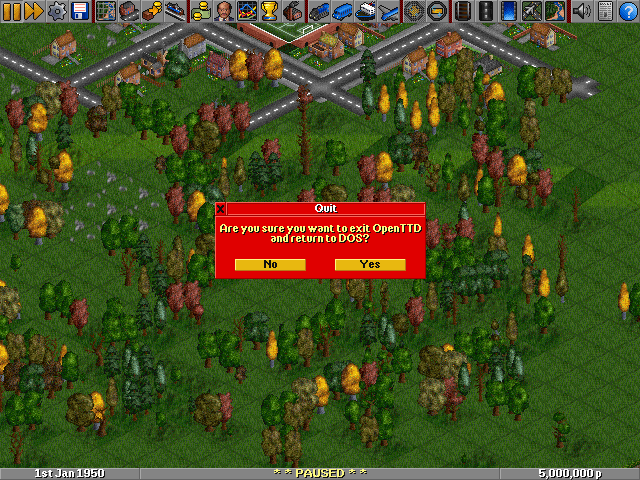 Quit
Are you sure you want to exit OpenTTD
and return to DOS?
No
Yes
1st Jan 1950
* * PAUSED * *
5,000,000 p